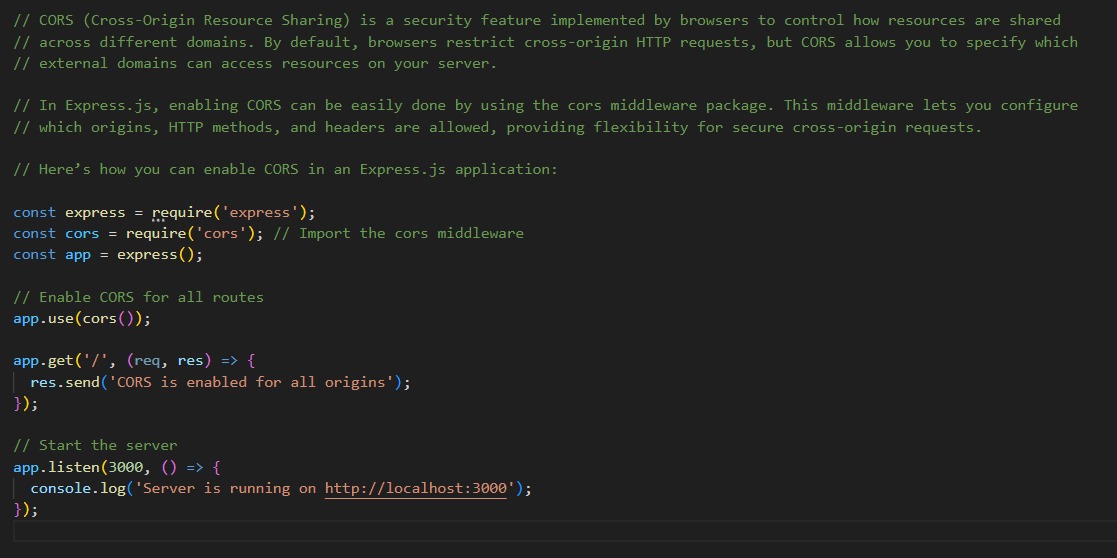 // CORS (Cross-Origin Resource Sharing) is a security feature implemented by browsers to control how resources are shared
// across different domains. By default, browsers restrict cross-origin HTTP requests, but CORS allows you to specify which
// external domains can access resources on your server.
// In Express.js, enabling CORS can be easily done by using the cors middleware package. This middleware lets you configure
// which origins, HTTP methods, and headers are allowed, providing flexibility for secure cross-origin requests.
// Here’s how you can enable CORS in an Express.js application:
const express = require('express');
const cors = require('cors'); // Import the cors middleware
const app = express();
// Enable CORS for all routes
app.use(cors());
app.get('/', (req, res) => {
  res.send('CORS is enabled for all origins');
});
// Start the server
app.listen(3000, () => {
  console.log('Server is running on http://localhost:3000');
});